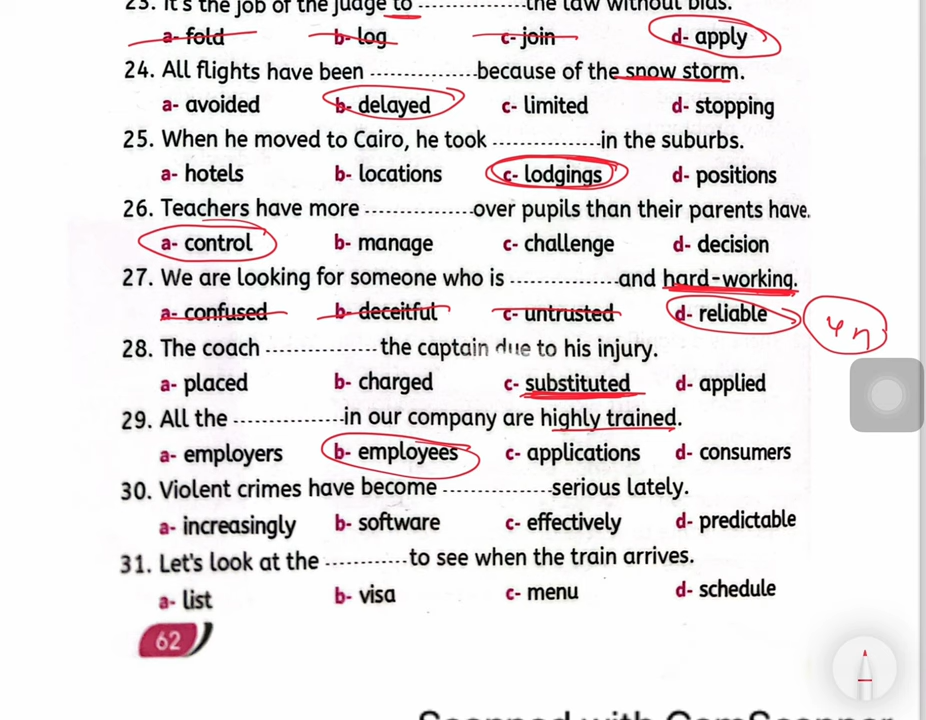 23. It's the job of the judge to ..............the law without bias.
a- fold b- log c- join d- apply
24. All flights have been ..............because of the snow storm.
a- avoided b- delayed c- limited d- stopping
25. When he moved to Cairo, he took ..............in the suburbs.
a- hotels b- locations c- lodgings d- positions
26. Teachers have more ..............over pupils than their parents have.
a- control b- manage c- challenge d- decision
27. We are looking for someone who is ..............and hard-working.
a- confused b- deceitful c- untrusted d- reliable
28. The coach .............. the captain due to his injury.
a- placed b- charged c- substituted d- applied
29. All the ..............in our company are highly trained.
a- employers b- employees c- applications d- consumers
30. Violent crimes have become ..............serious lately.
a- increasingly b- software c- effectively d- predictable
31. Let's look at the ..........to see when the train arrives.
a- list b- visa c- menu d- schedule
62
Scanned with CamScanner